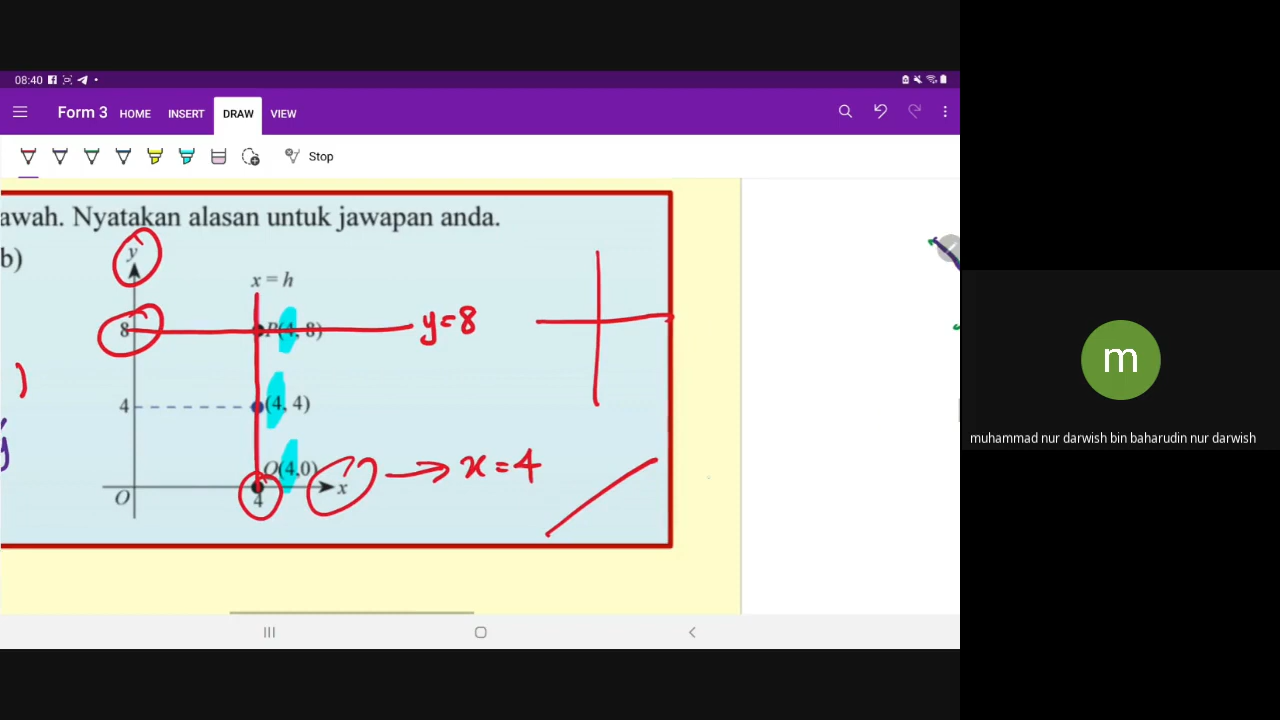 08:40
Form 3 HOME INSERT DRAW VIEW
Stop
awah. Nyatakan alasan untuk jawapan anda.
b)
y
x = h
8
P(4, 8)
y=8
)
4
(4, 4)
y
Q(4,0)
x
x=4
O
4
m
muhammad nur darwish bin baharudin nur darwish